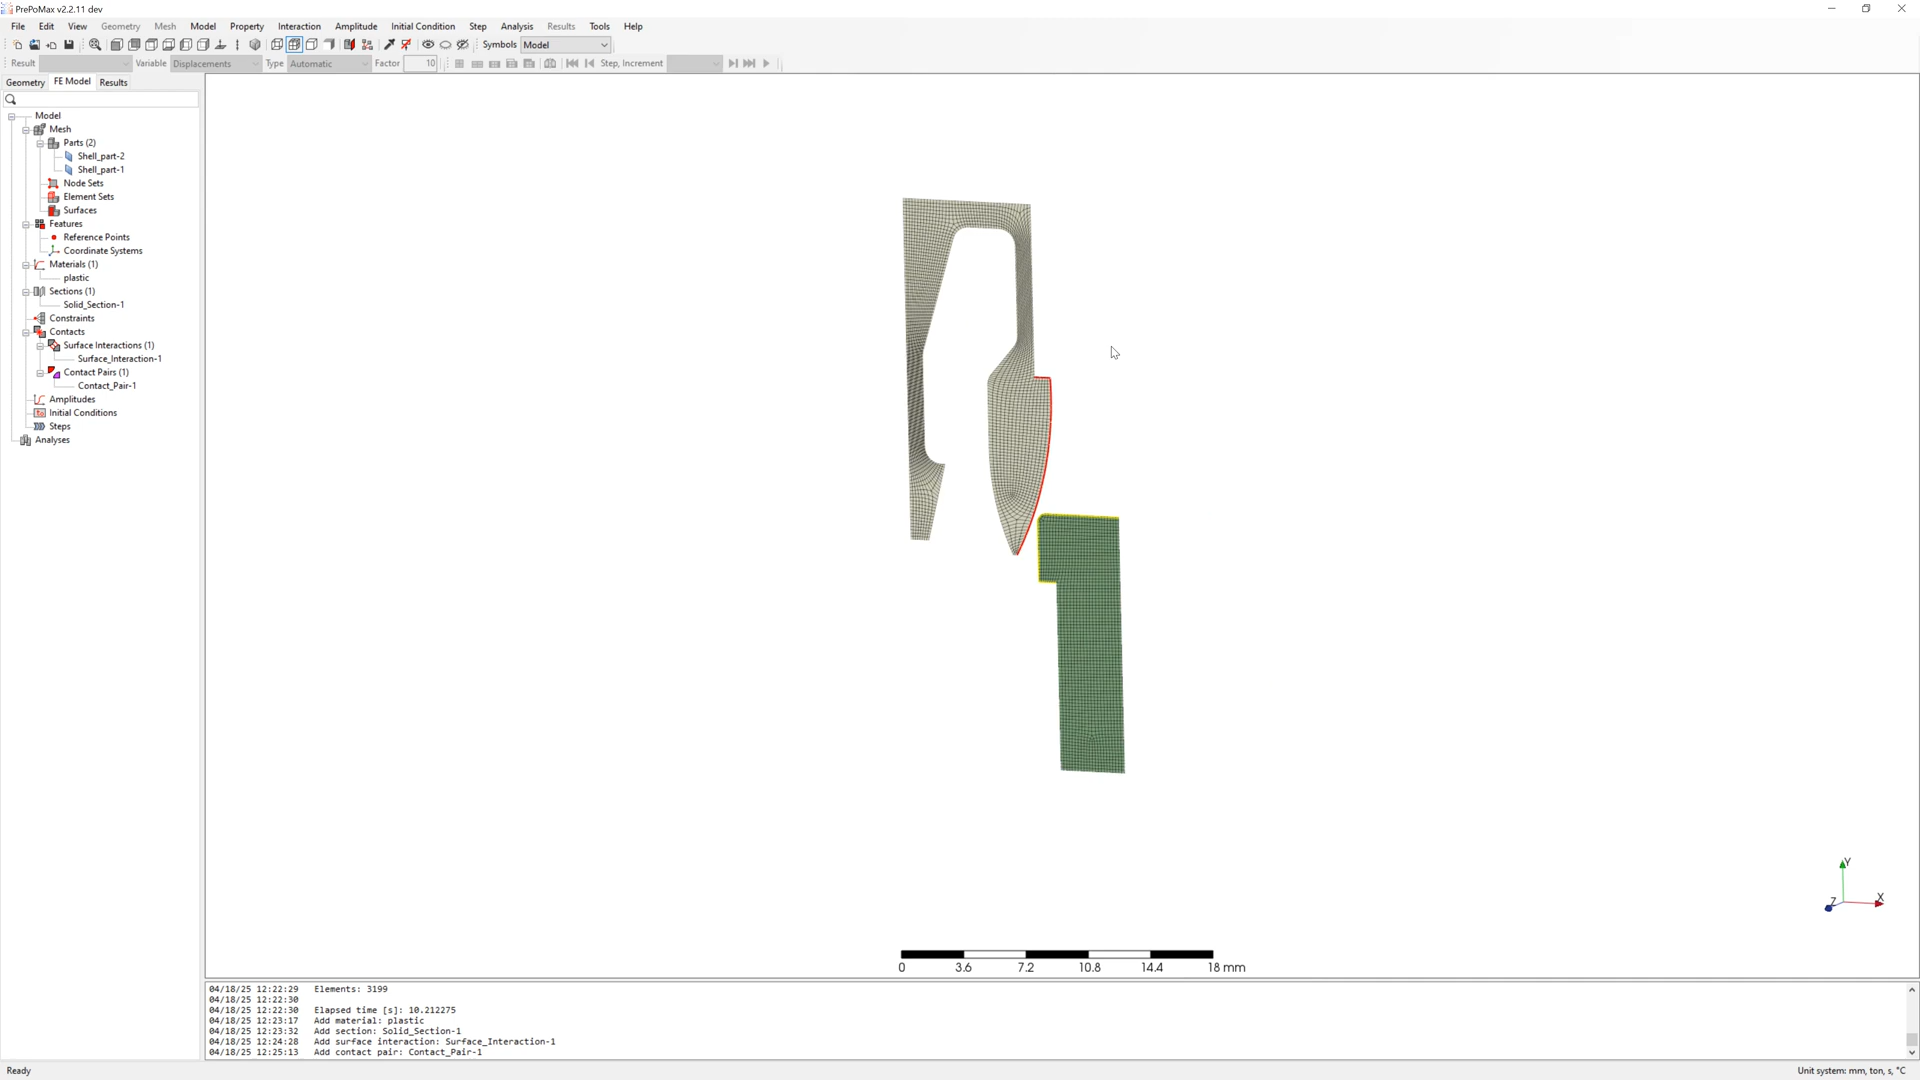 PrePoMax v2.2.11 dev
File Edit View Geometry Mesh Model Property Interaction Amplitude Initial Condition Step Analysis Results Tools Help
Symbols Model
Result Variable Displacements Type Automatic Factor 10 Step, Increment
Geometry FE Model Results
Model
Mesh
Parts (2)
Shell_part-2
Shell_part-1
Node Sets
Element Sets
Surfaces
Features
Reference Points
Coordinate Systems
Materials (1)
plastic
Sections (1)
Solid_Section-1
Constraints
Contacts
Surface Interactions (1)
Surface_Interaction-1
Contact Pairs (1)
Contact_Pair-1
Amplitudes
Initial Conditions
Steps
Analyses
Y
Z X
0 3.6 7.2 10.8 14.4 18 mm
04/18/25 12:22:29 Elements: 3199
04/18/25 12:22:30
04/18/25 12:22:30 Elapsed time [s]: 10.212275
04/18/25 12:23:17 Add material: plastic
04/18/25 12:23:32 Add section: Solid_Section-1
04/18/25 12:24:28 Add surface interaction: Surface_Interaction-1
04/18/25 12:25:13 Add contact pair: Contact_Pair-1
Ready Unit system: mm, ton, s, °C